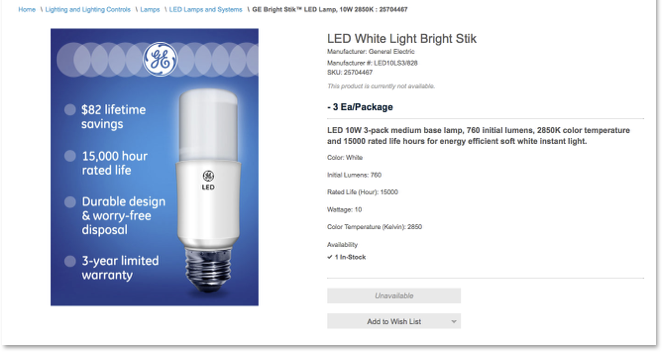 Home \ Lighting and Lighting Controls \ Lamps \ LED Lamps and Systems \ GE Bright Stik™ LED Lamp, 10W 2850K : 25704467
GE
$82 lifetime
savings
15,000 hour
rated life
Durable design
& worry-free
disposal
3-year limited
warranty
GE
LED
LED White Light Bright Stik
Manufacturer: General Electric
Manufacturer #: LED10LS3/828
SKU: 25704467
This product is currently not available.
- 3 Ea/Package
LED 10W 3-pack medium base lamp, 760 initial lumens, 2850K color temperature
and 15000 rated life hours for energy efficient soft white instant light.
Color: White
Initial Lumens: 760
Rated Life (Hour): 15000
Wattage: 10
Color Temperature (Kelvin): 2850
Availability
✓ 1 In-Stock
Unavailable
Add to Wish List